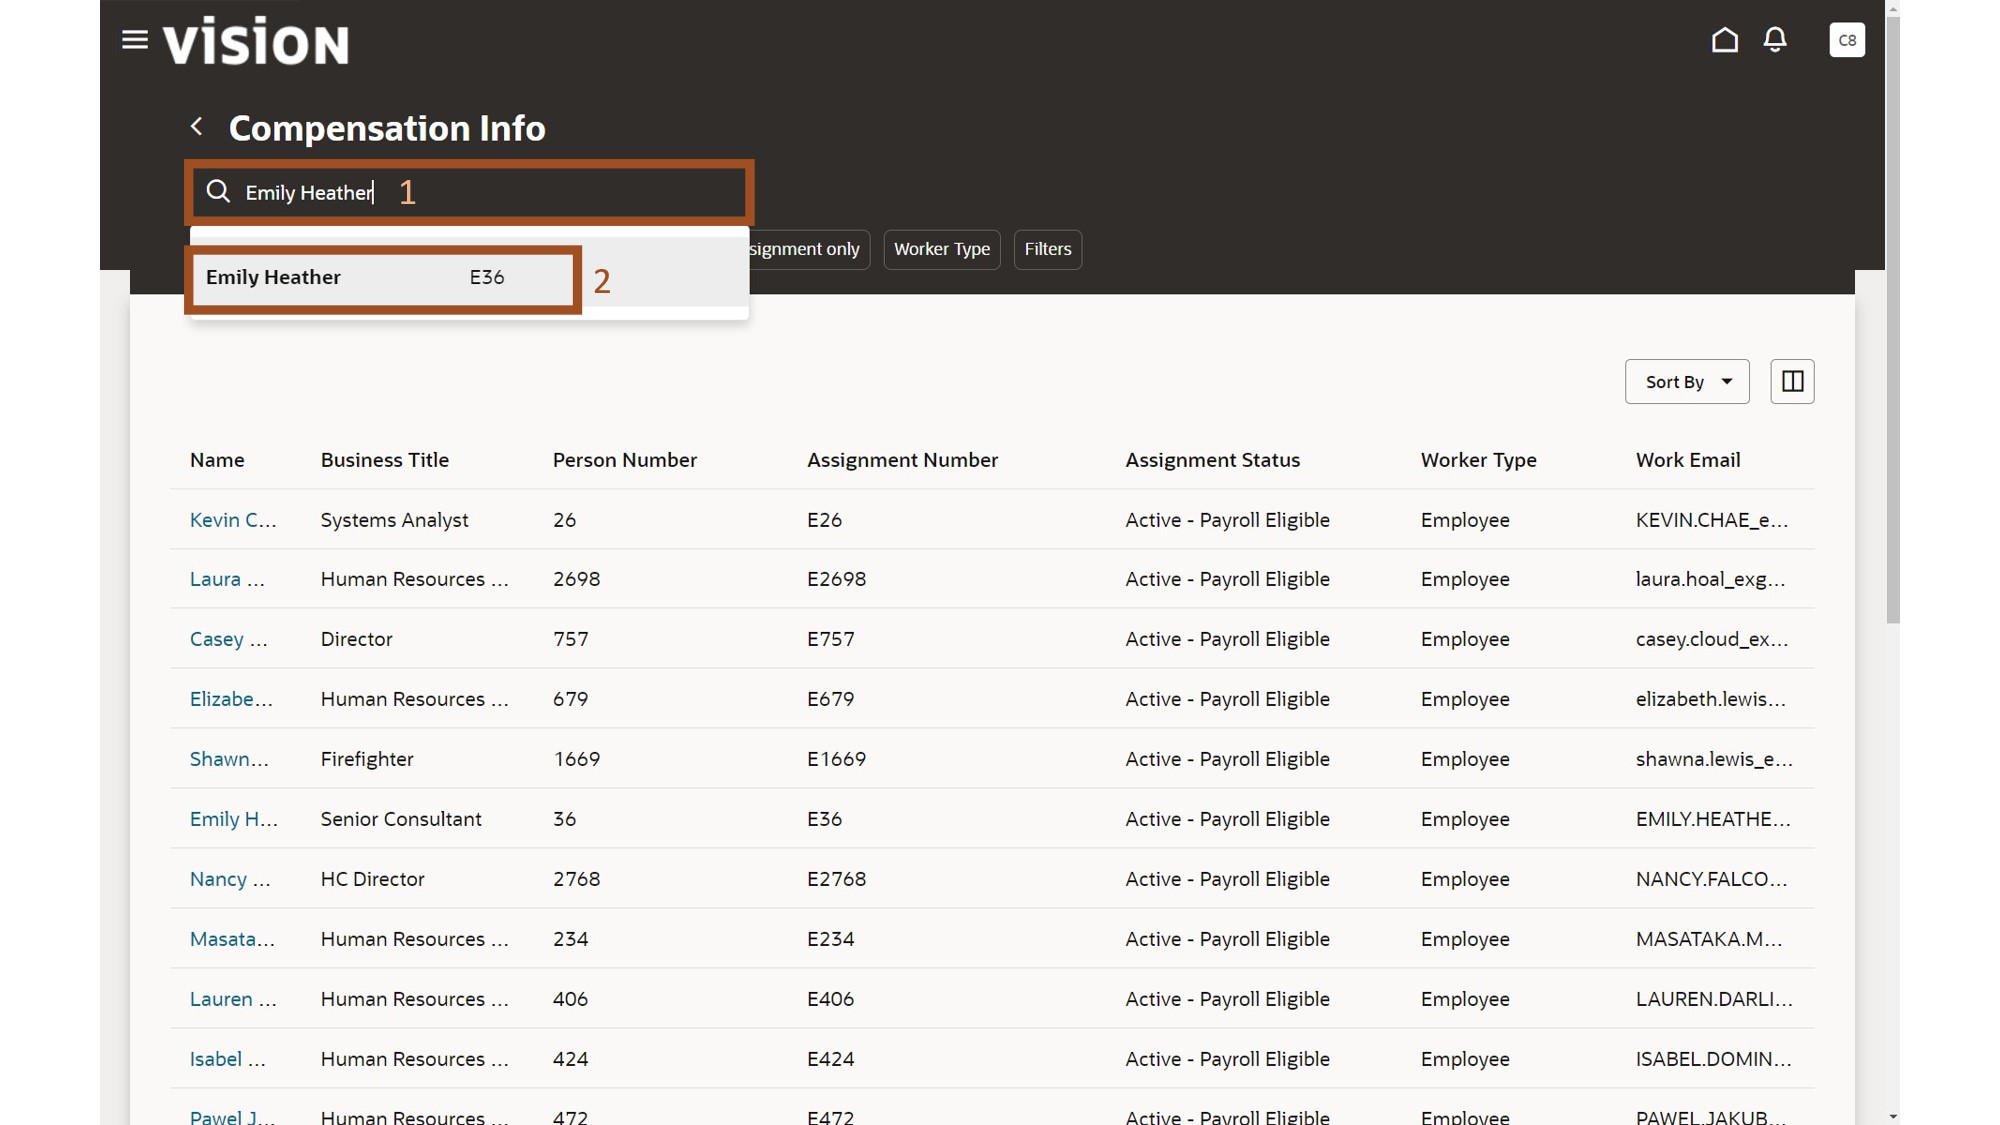 vision
C8
Compensation Info
Emily Heather 1
signment only Worker Type Filters
Emily Heather E36 2
Sort By
Name Business Title Person Number Assignment Number Assignment Status Worker Type Work Email
Kevin C... Systems Analyst 26 E26 Active - Payroll Eligible Employee KEVIN.CHAE_e...
Laura ... Human Resources ... 2698 E2698 Active - Payroll Eligible Employee laura.hoal_exg...
Casey ... Director 757 E757 Active - Payroll Eligible Employee casey.cloud_ex...
Elizabe... Human Resources ... 679 E679 Active - Payroll Eligible Employee elizabeth.lewis...
Shawn... Firefighter 1669 E1669 Active - Payroll Eligible Employee shawna.lewis_e...
Emily H... Senior Consultant 36 E36 Active - Payroll Eligible Employee EMILY.HEATHE...
Nancy ... HC Director 2768 E2768 Active - Payroll Eligible Employee NANCY.FALCO...
Masata... Human Resources ... 234 E234 Active - Payroll Eligible Employee MASATAKA.M...
Lauren ... Human Resources ... 406 E406 Active - Payroll Eligible Employee LAUREN.DARLI...
Isabel ... Human Resources ... 424 E424 Active - Payroll Eligible Employee ISABEL.DOMIN...
Pawel J... Human Resources ... 472 E472 Active - Payroll Eligible Employee PAWEL.JAKUB...